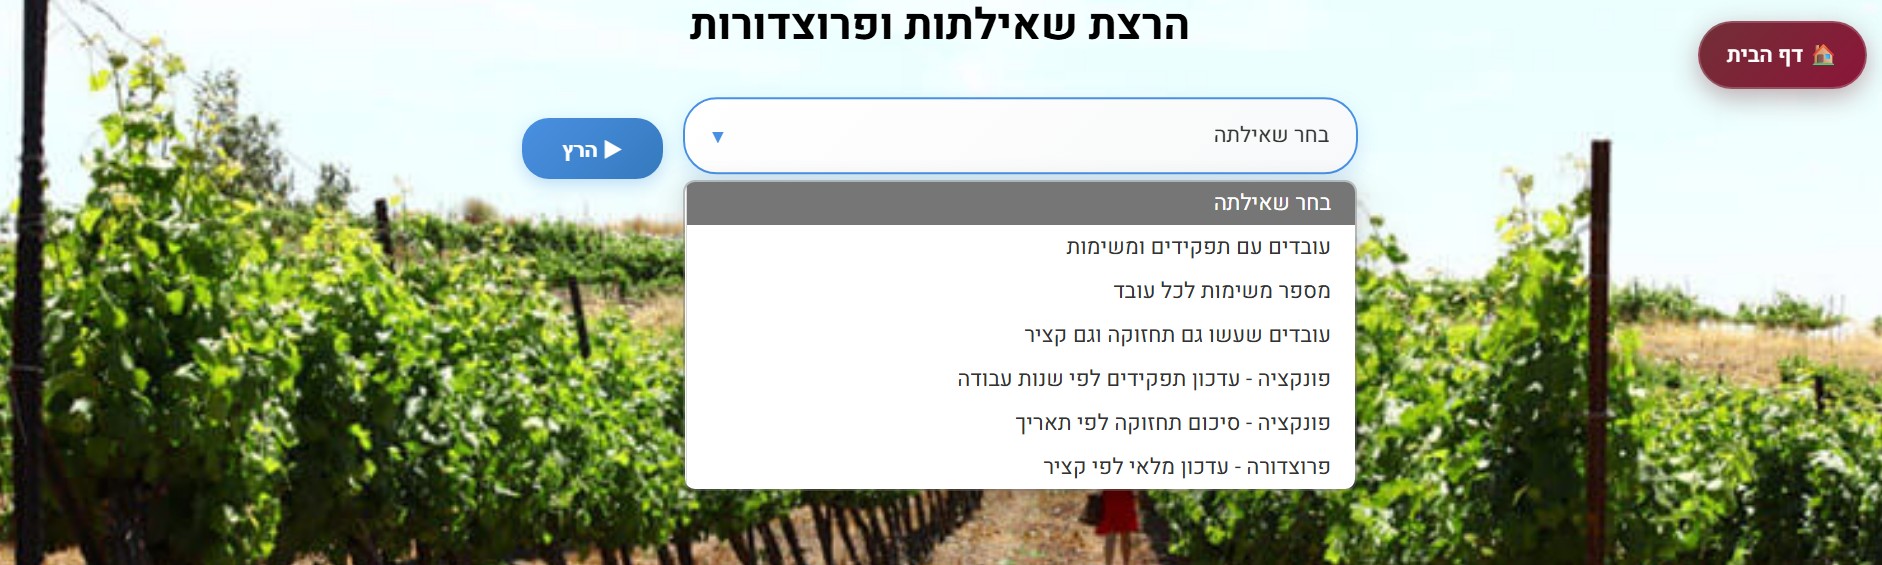 הרצת שאילתות ופרוצדורות
🏠 דף הבית
בחר שאילתה ▼
▶ הרץ
בחר שאילתה
עובדים עם תפקידים ומשימות
מספר משימות לכל עובד
עובדים שעשו גם תחזוקה וגם קציר
פונקציה - עדכון תפקידים לפי שנות עבודה
פונקציה - סיכום תחזוקה לפי תאריך
פרוצדורה - עדכון מלאי לפי קציר